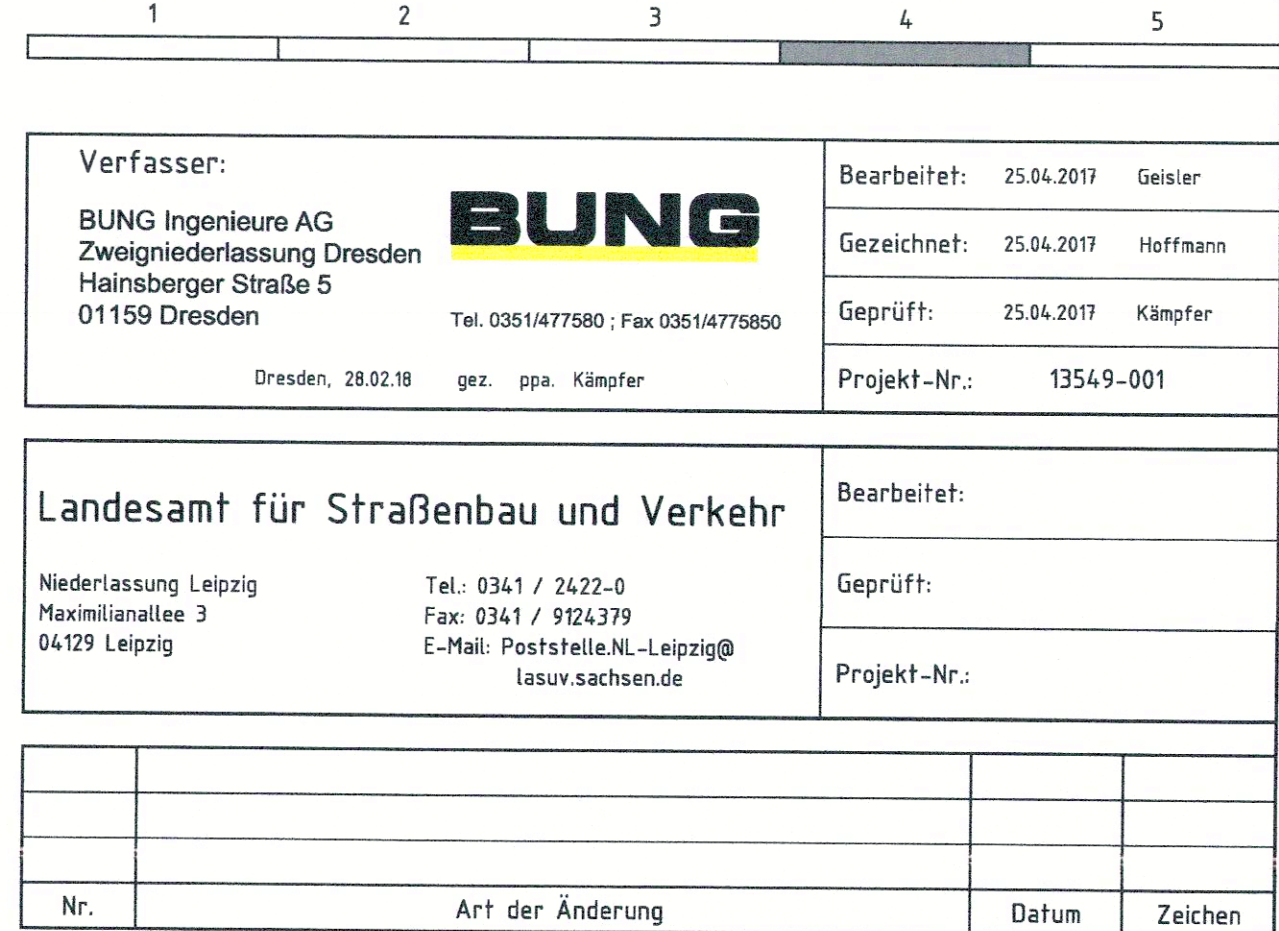 1 2 3 4 5
Verfasser:
BUNG Ingenieure AG
Zweigniederlassung Dresden
Hainsberger Straße 5
01159 Dresden
BUNG
Tel. 0351/477580 ; Fax 0351/4775850
Dresden, 28.02.18 gez. ppa. Kämpfer
Bearbeitet: 25.04.2017 Geisler
Gezeichnet: 25.04.2017 Hoffmann
Geprüft: 25.04.2017 Kämpfer
Projekt-Nr.: 13549-001
Landesamt für Straßenbau und Verkehr
Niederlassung Leipzig
Maximilianallee 3
04129 Leipzig
Tel.: 0341 / 2422-0
Fax: 0341 / 9124379
E-Mail: Poststelle.NL-Leipzig@
lasuv.sachsen.de
Bearbeitet:
Geprüft:
Projekt-Nr.:
Nr. Art der Änderung Datum Zeichen